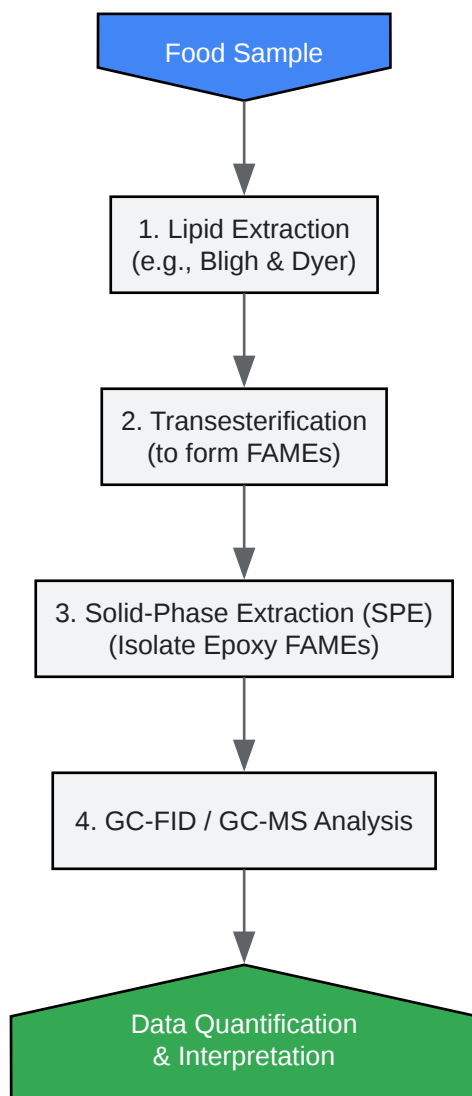 Food Sample
1. Lipid Extraction
(e.g., Bligh & Dyer)
2. Transesterification
(to form FAMEs)
3. Solid-Phase Extraction (SPE)
(Isolate Epoxy FAMEs)
4. GC-FID / GC-MS Analysis
Data Quantification
& Interpretation